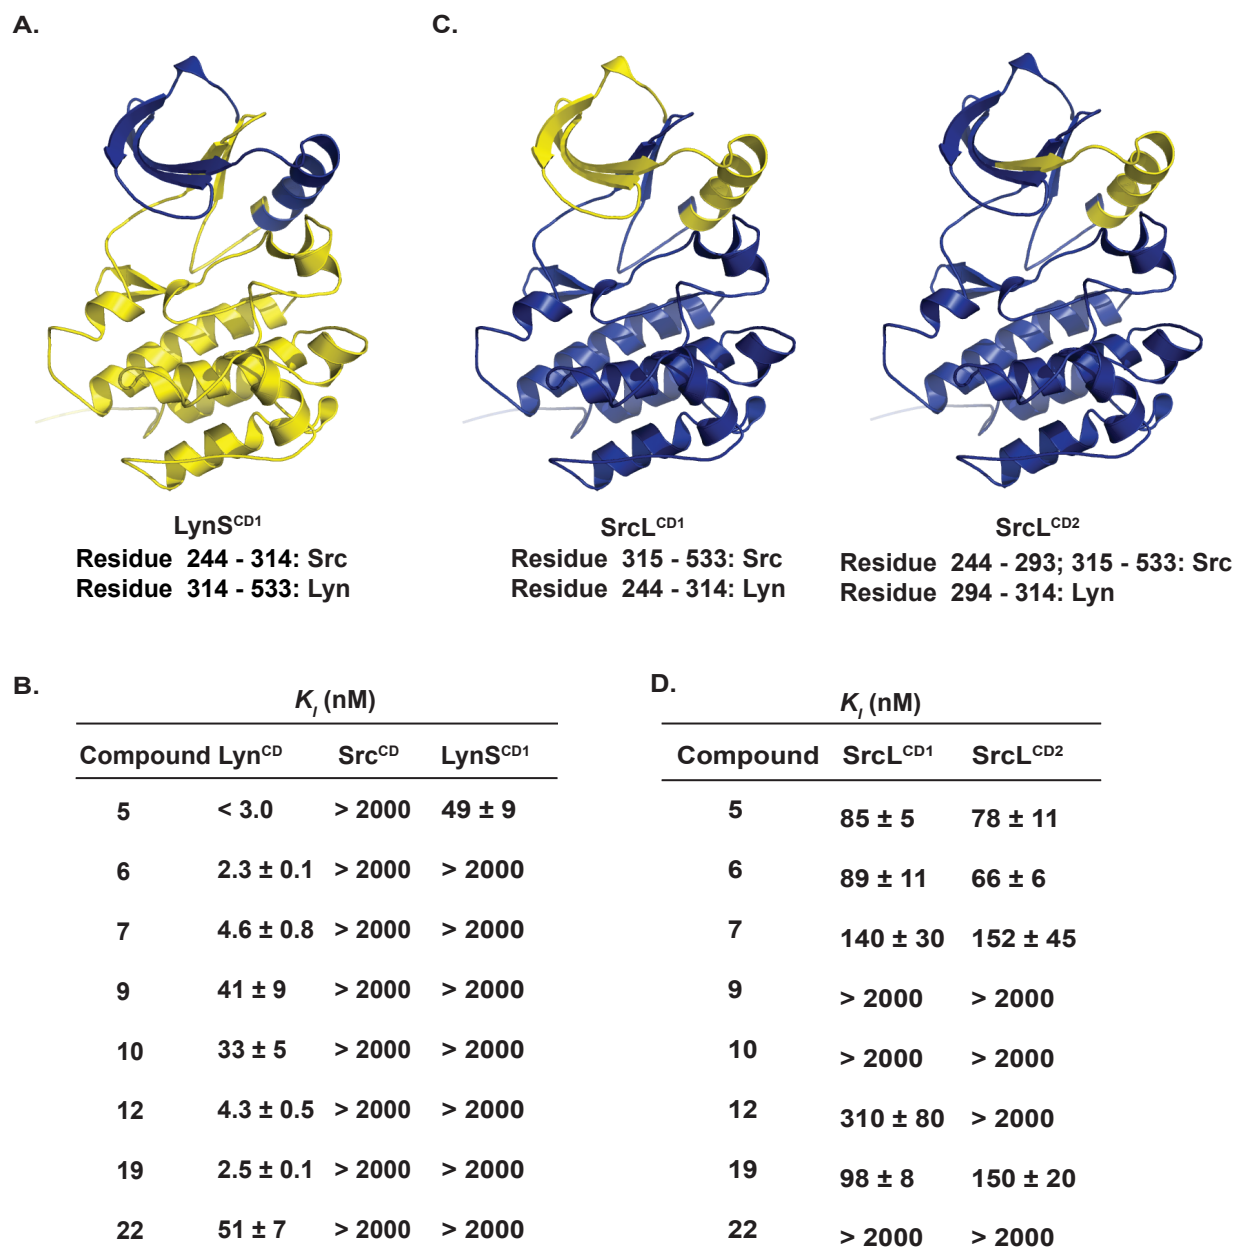 A.
C.
LynS^CD1
Residue 244 - 314: Src
Residue 314 - 533: Lyn
SrcL^CD1
Residue 315 - 533: Src
Residue 244 - 314: Lyn
SrcL^CD2
Residue 244 - 293; 315 - 533: Src
Residue 294 - 314: Lyn
B.
K_I (nM)
Compound Lyn^CD Src^CD LynS^CD1
5 < 3.0 > 2000 49 ± 9
6 2.3 ± 0.1 > 2000 > 2000
7 4.6 ± 0.8 > 2000 > 2000
9 41 ± 9 > 2000 > 2000
10 33 ± 5 > 2000 > 2000
12 4.3 ± 0.5 > 2000 > 2000
19 2.5 ± 0.1 > 2000 > 2000
22 51 ± 7 > 2000 > 2000
D.
K_I (nM)
Compound SrcL^CD1 SrcL^CD2
5 85 ± 5 78 ± 11
6 89 ± 11 66 ± 6
7 140 ± 30 152 ± 45
9 > 2000 > 2000
10 > 2000 > 2000
12 310 ± 80 > 2000
19 98 ± 8 150 ± 20
22 > 2000 > 2000